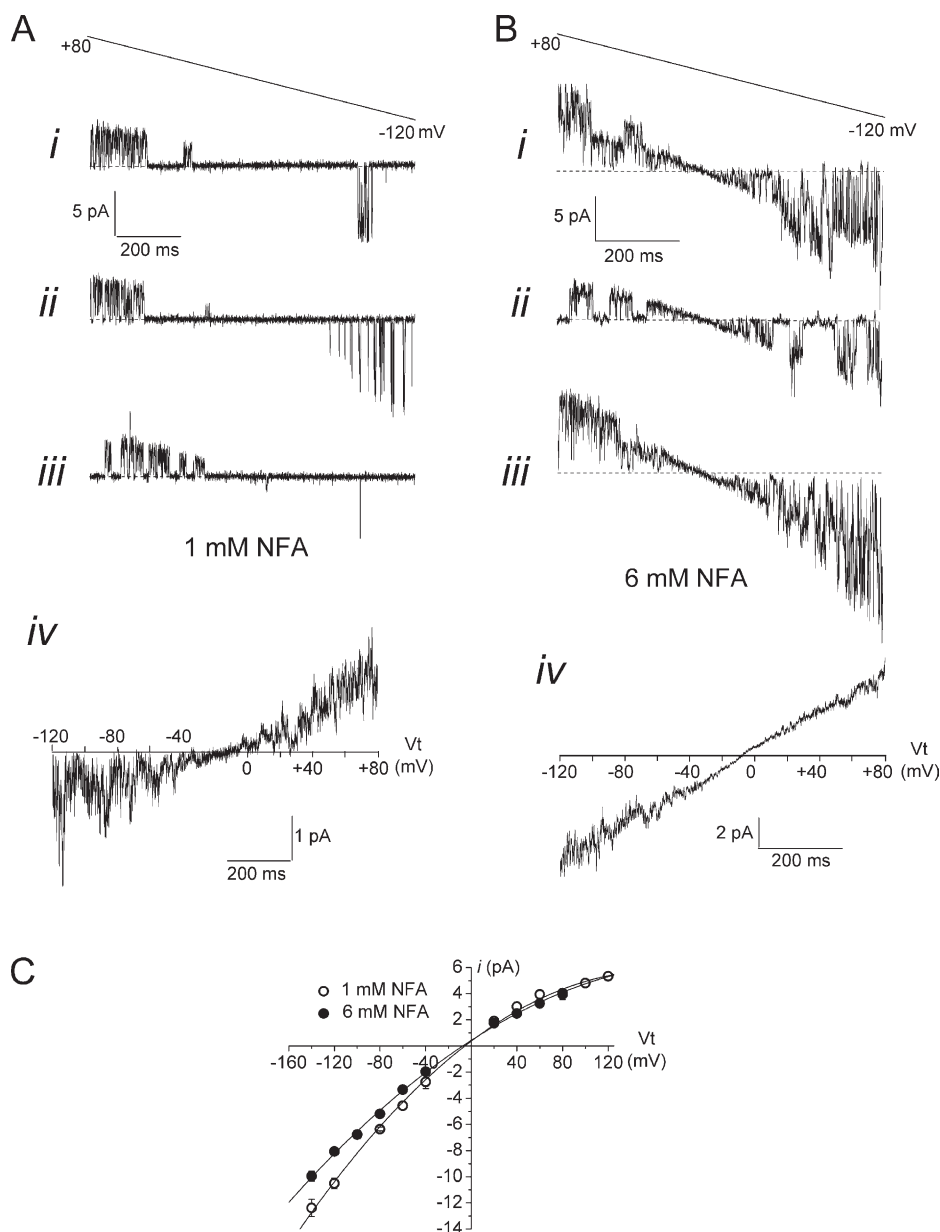 A
+80
-120 mV
i
5 pA
200 ms
ii
iii
1 mM NFA
iv
-120
-80
-40
0
+40
+80
Vt
(mV)
1 pA
200 ms
B
+80
-120 mV
i
5 pA
200 ms
ii
iii
6 mM NFA
iv
-120
-80
-40
0
+40
+80
Vt
(mV)
2 pA
200 ms
C
1 mM NFA
6 mM NFA
i (pA)
6
4
2
-2
-4
-6
-8
-10
-12
-14
-160
-120
-80
-40
40
80
120
Vt
(mV)